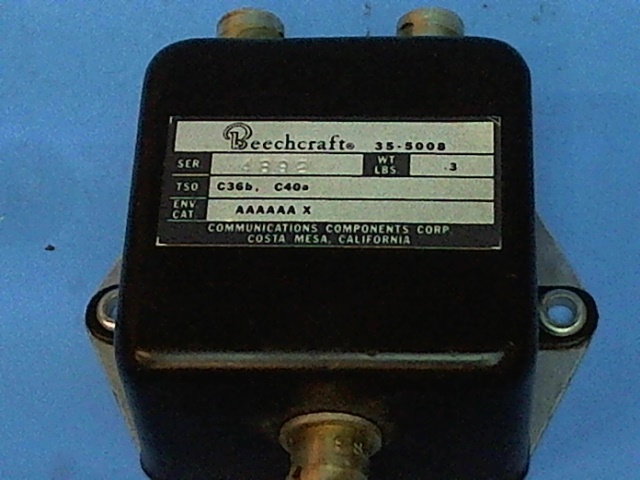 Beechcraft® 35-5008
SER 4892 WT LBS. .3
TSO C36b, C40a
ENV CAT AAAAAA X
COMMUNICATIONS COMPONENTS CORP.
COSTA MESA, CALIFORNIA